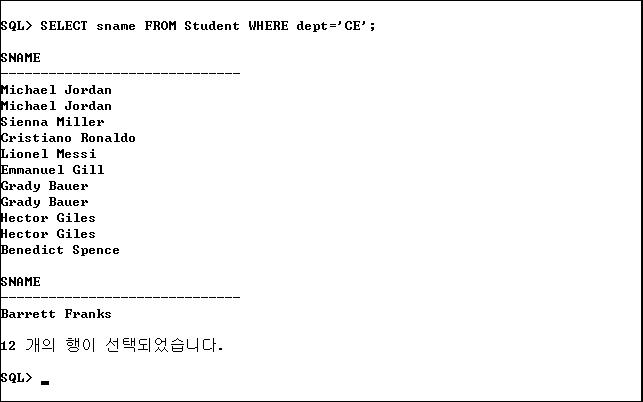 SQL> SELECT sname FROM Student WHERE dept='CE';
SNAME
------------------------------
Michael Jordan
Michael Jordan
Sienna Miller
Cristiano Ronaldo
Lionel Messi
Emmanuel Gill
Grady Bauer
Grady Bauer
Hector Giles
Hector Giles
Benedict Spence
SNAME
------------------------------
Barrett Franks
12 개의 행이 선택되었습니다.
SQL> _